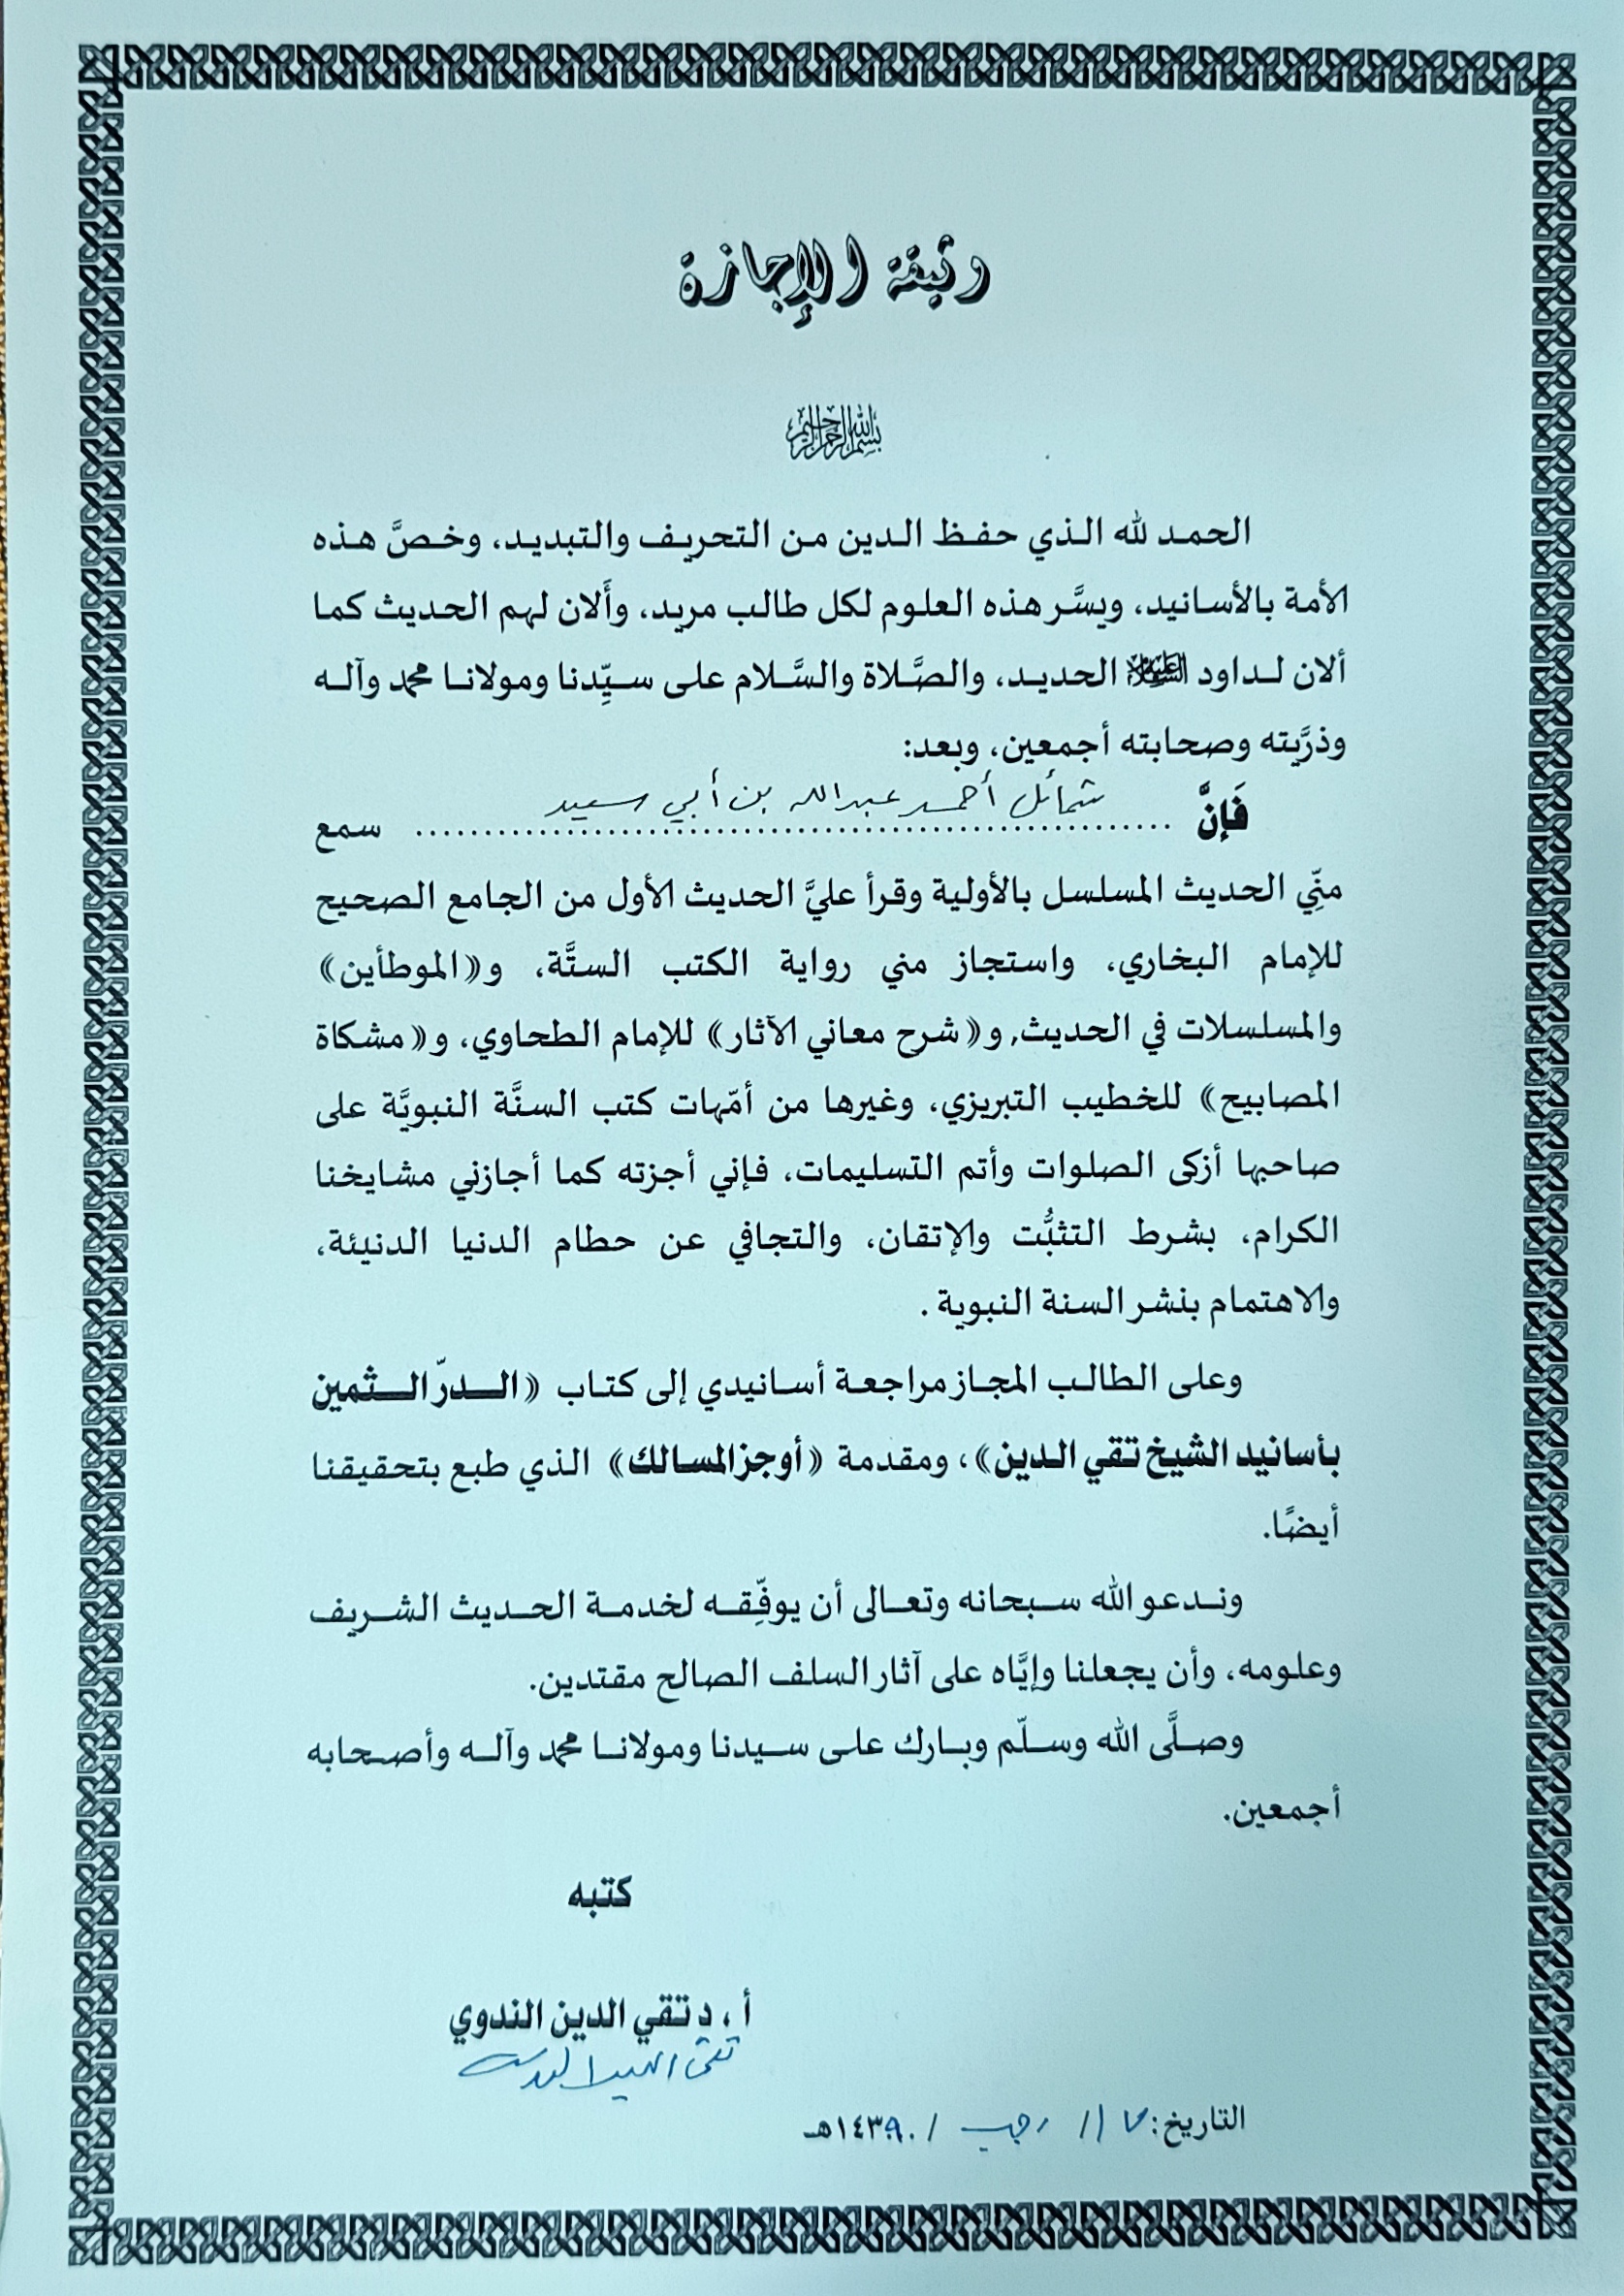 وثيقة الإجازة
بسم الله الرحمن الرحيم
الحمد لله الذي حفظ الدين من التحريف والتبديد، وخصَّ هذه
الأمة بالأسانيد، ويسَّر هذه العلوم لكل طالب مريد، وأَلان لهم الحديث كما
ألان لداود عليه السلام الحديد، والصَّلاة والسَّلام على سيِّدنا ومولانا محمد وآله
وذرَّيته وصحابته أجمعين، وبعد:
فَإنَّ شمائل أحمد عبدالله بن أبي سعيد سمع
منّي الحديث المسلسل بالأولية وقرأ عليَّ الحديث الأول من الجامع الصحيح
للإمام البخاري، واستجاز مني رواية الكتب الستَّة، و«الموطأين»
والمسلسلات في الحديث, و«شرح معاني الآثار» للإمام الطحاوي، و«مشكاة
المصابيح» للخطيب التبريزي، وغيرها من أمّهات كتب السنَّة النبويَّة على
صاحبها أزكى الصلوات وأتم التسليمات، فإني أجزته كما أجازني مشايخنا
الكرام، بشرط التثبُّت والإتقان، والتجافي عن حطام الدنيا الدنيئة،
والاهتمام بنشر السنة النبوية .
وعلى الطالب المجاز مراجعة أسانيدي إلى كتاب «الدرّ الثمين
بأسانيد الشيخ تقي الدين»، ومقدمة «أوجز المسالك» الذي طبع بتحقيقنا
أيضًا.
وندعو الله سبحانه وتعالى أن يوفِّقه لخدمة الحديث الشريف
وعلومه، وأن يجعلنا وإيَّاه على آثار السلف الصالح مقتدين.
وصلَّى الله وسلّم وبارك على سيدنا ومولانا محمد وآله وأصحابه
أجمعين.
كتبه
أ ، د تقي الدين الندوي
تقي الدين الندوي
التاريخ: / رجب / ١٤٣٩هـ